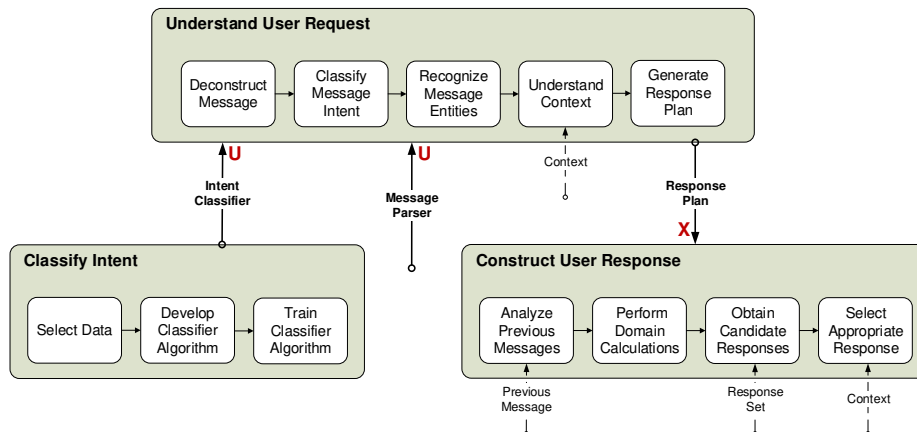 Understand User Request
Deconstruct
Message
Classify
Message
Intent
Recognize
Message
Entities
Understand
Context
Generate
Response
Plan
U
U
Intent
Classifier
Message
Parser
Context
Response
Plan
X
Classify Intent
Select Data
Develop
Classifier
Algorithm
Train
Classifier
Algorithm
Construct User Response
Analyze
Previous
Messages
Perform
Domain
Calculations
Obtain
Candidate
Responses
Select
Appropriate
Response
Previous
Message
Response
Set
Context